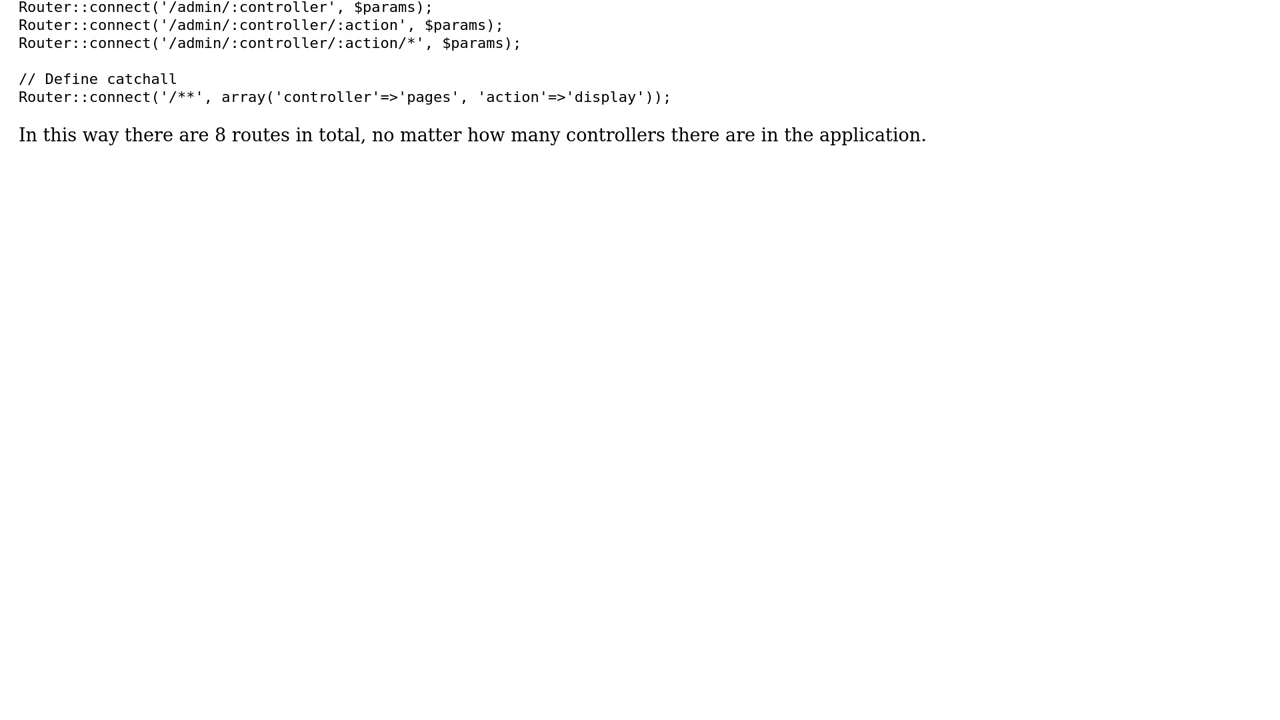 Router::connect('/admin/:controller', $params);
Router::connect('/admin/:controller/:action', $params);
Router::connect('/admin/:controller/:action/*', $params);
// Define catchall
Router::connect('/**', array('controller'=>'pages', 'action'=>'display'));
In this way there are 8 routes in total, no matter how many controllers there are in the application.